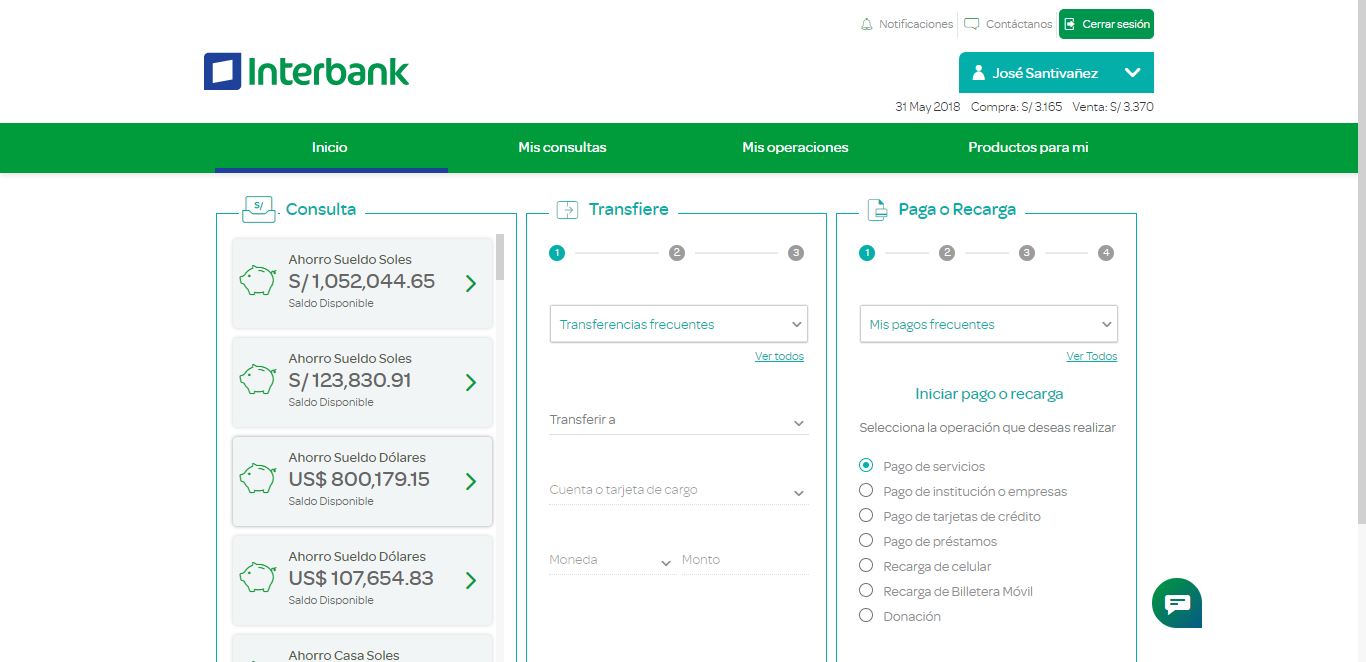 Notificaciones
Contáctanos
Cerrar sesión
Interbank
José Santivañez
31 May 2018 Compra: S/ 3.165 Venta: S/ 3.370
Inicio
Mis consultas
Mis operaciones
Productos para mi
S/
Consulta
Ahorro Sueldo Soles
S/ 1,052,044.65
Saldo Disponible
Ahorro Sueldo Soles
S/ 123,830.91
Saldo Disponible
Ahorro Sueldo Dólares
US$ 800,179.15
Saldo Disponible
Ahorro Sueldo Dólares
US$ 107,654.83
Saldo Disponible
Ahorro Casa Soles
Transfiere
1
2
3
Transferencias frecuentes
Ver todos
Transferir a
Cuenta o tarjeta de cargo
Moneda
Monto
Paga o Recarga
1
2
3
4
Mis pagos frecuentes
Ver Todos
Iniciar pago o recarga
Selecciona la operación que deseas realizar
Pago de servicios
Pago de institución o empresas
Pago de tarjetas de crédito
Pago de préstamos
Recarga de celular
Recarga de Billetera Móvil
Donación